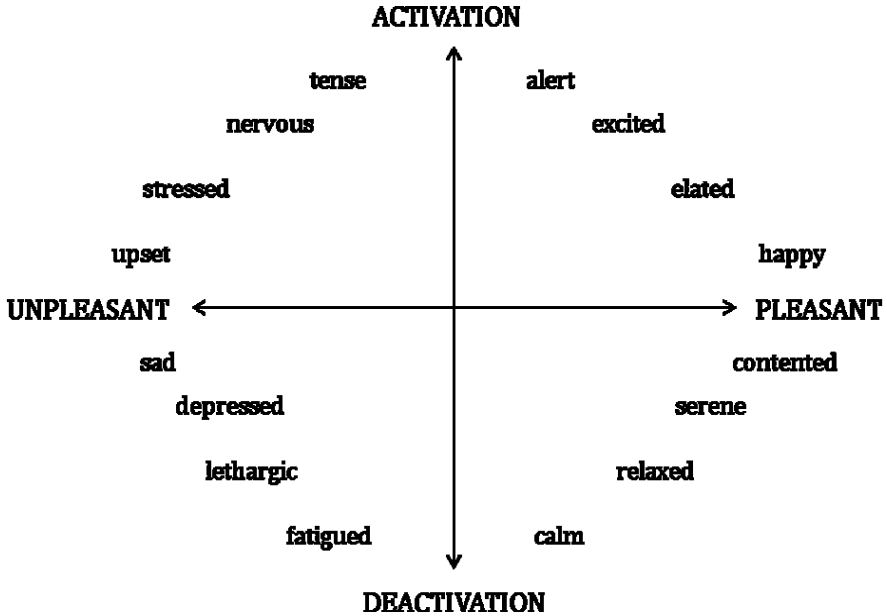 ACTIVATION
tense alert
nervous excited
stressed elated
upset happy
UNPLEASANT PLEASANT
sad contented
depressed serene
lethargic relaxed
fatigued calm
DEACTIVATION